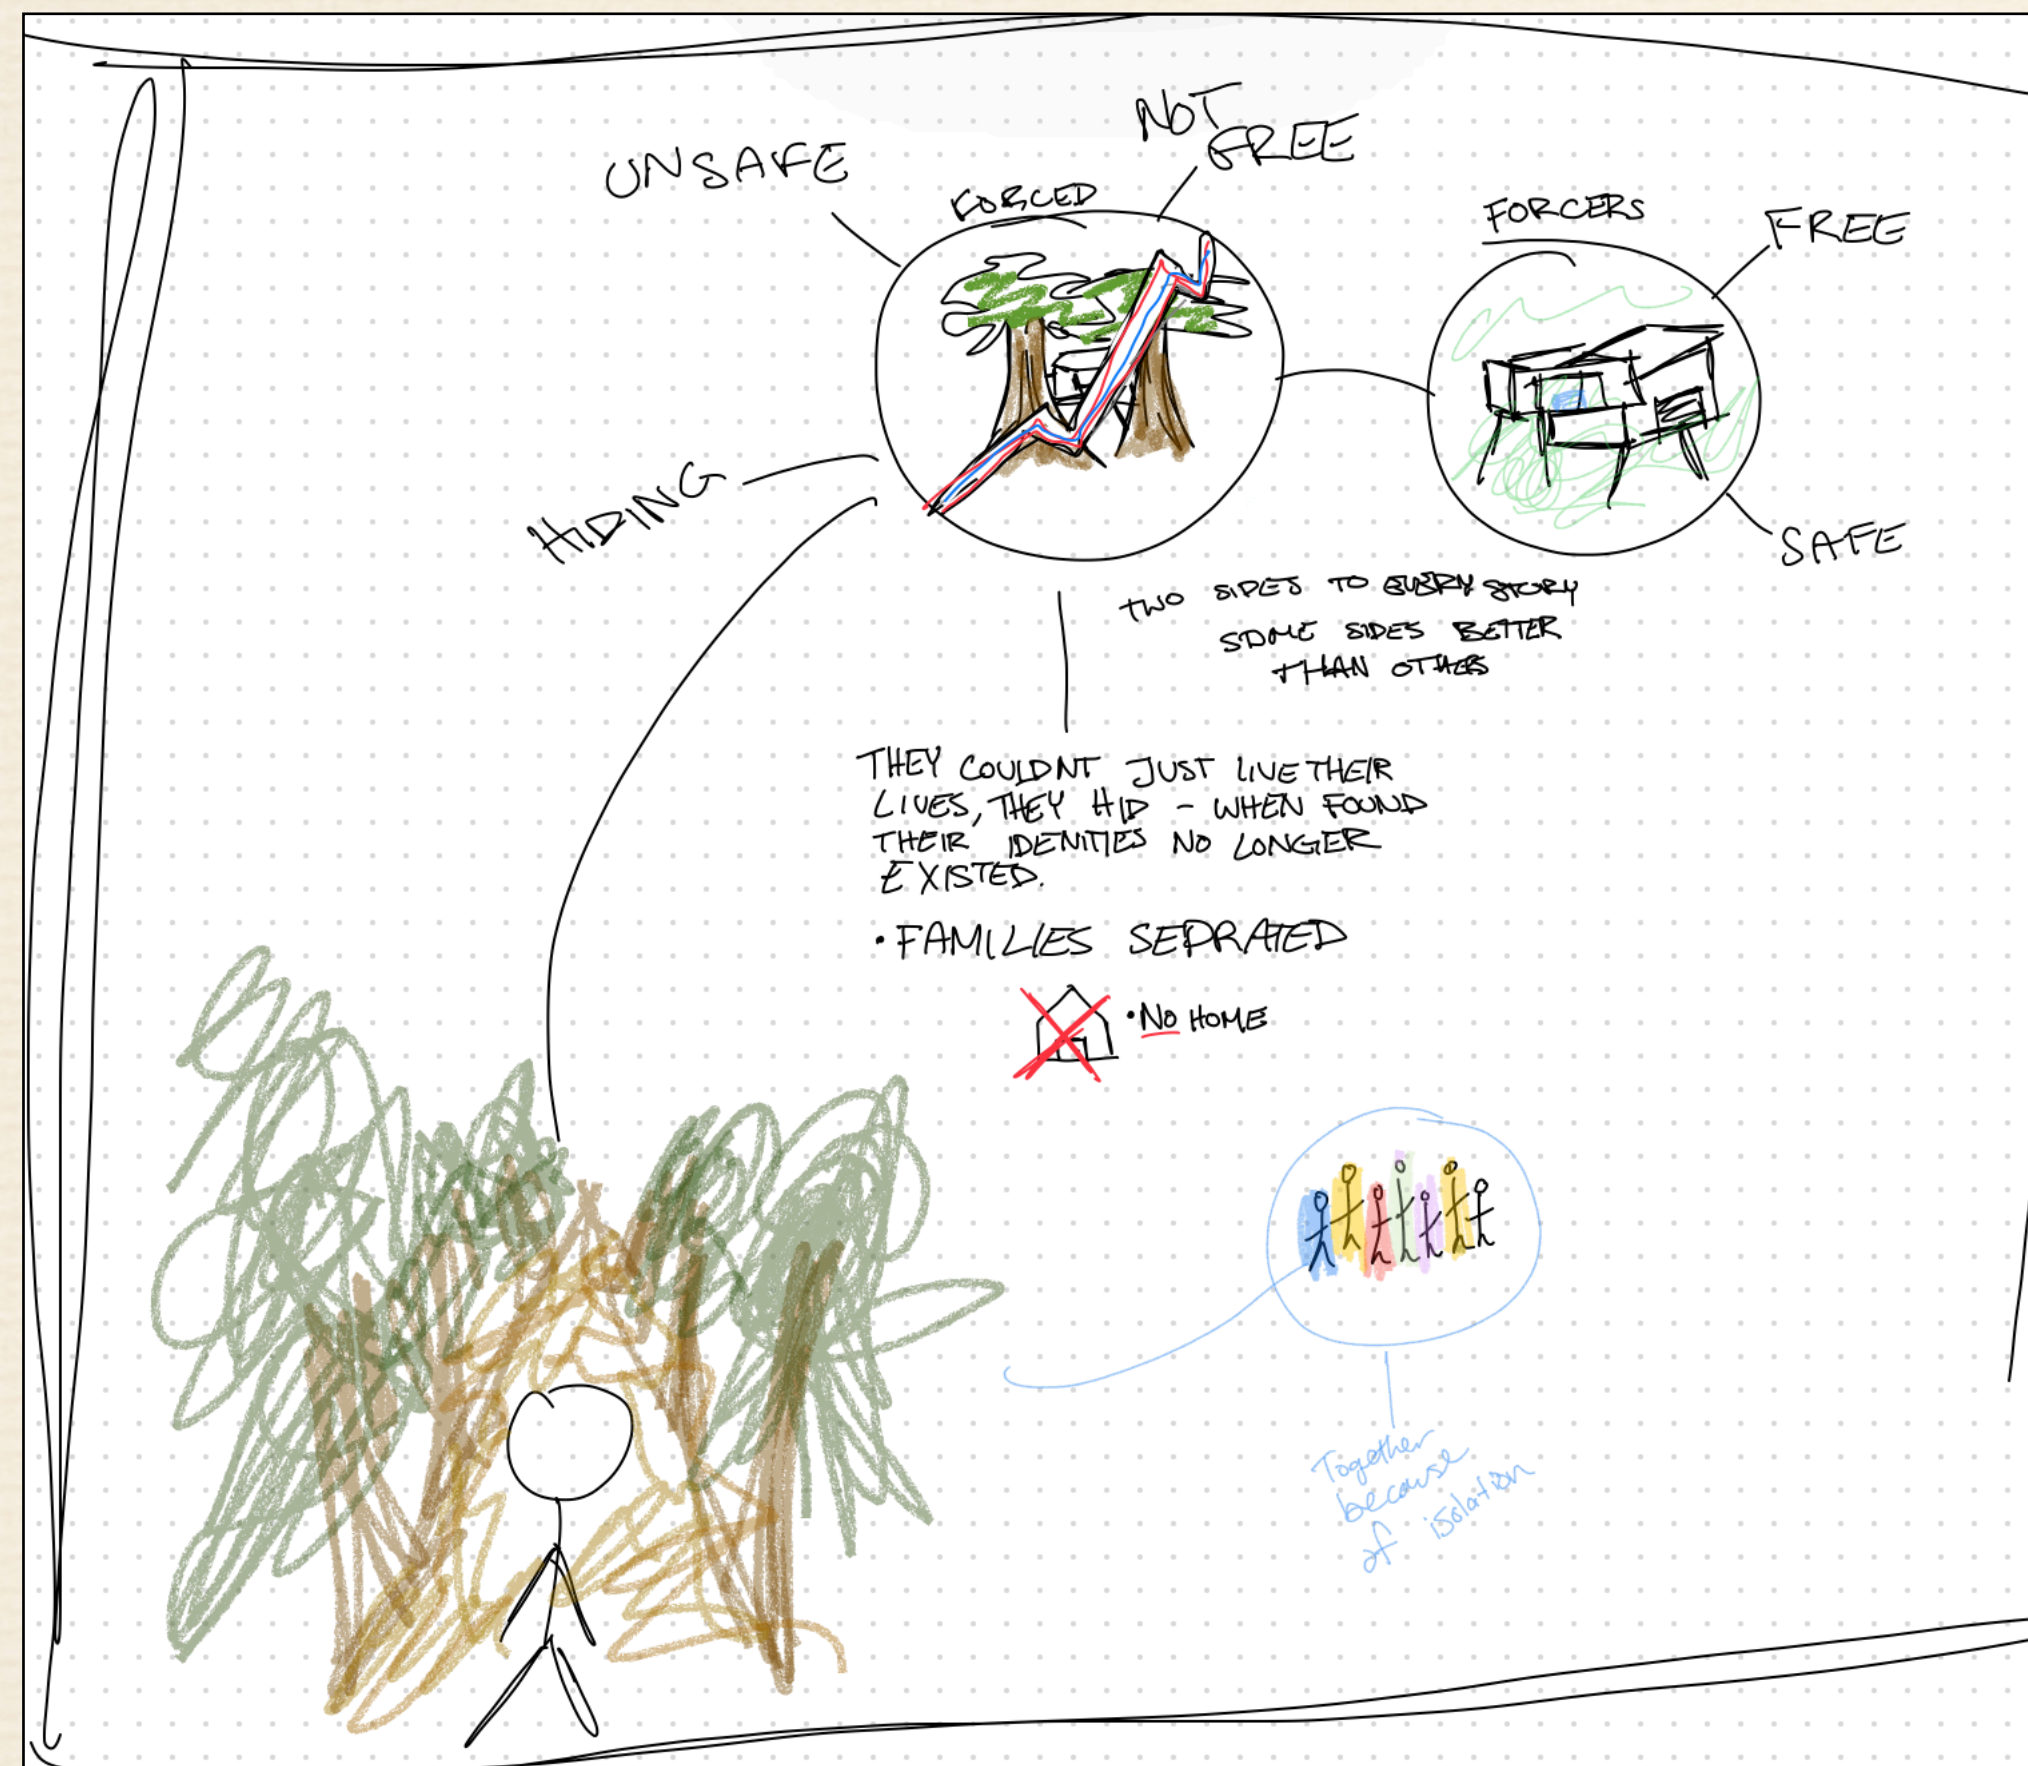 NOT
FREE
UNSAFE
FORCED
FORCERS
FREE
HIDING
SAFE
TWO SIDES TO EVERY STORY
SOME SIDES BETTER
THAN OTHERS
THEY COULDNT JUST LIVE THEIR
LIVES, THEY HID - WHEN FOUND
THEIR IDENITIES NO LONGER
EXISTED.
• FAMILIES SEPRATED
• NO HOME
Together
because
of isolation